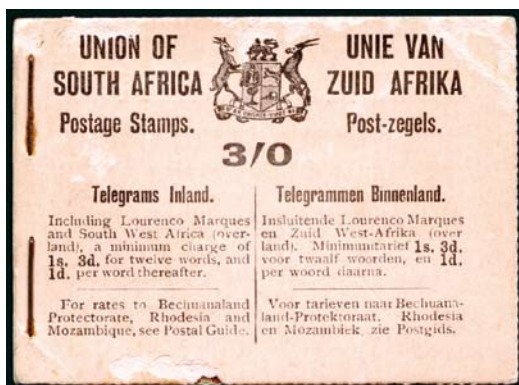 UNION OF
SOUTH AFRICA
Postage Stamps.
UNIE VAN
ZUID AFRIKA
Post-zegels.
3/0
Telegrams Inland.
Including Lourenco Marques
and South West Africa (over-
land), a minimum charge of
1s. 3d. for twelve words, and
1d. per word thereafter.
For rates to Bechuanaland
Protectorate, Rhodesia and
Mozambique, see Postal Guide.
Telegrammen Binnenland.
Insluitende Lourenco Marques
en Zuid West-Afrika (over
land). Minimumtarief 1s. 3d.
voor twaalf woorden, en 1d.
per woord daarna.
Voor tarieven naar Bechuana-
land-Protektoraat. Rhodesia
en Mozambiek, zie Postgids.